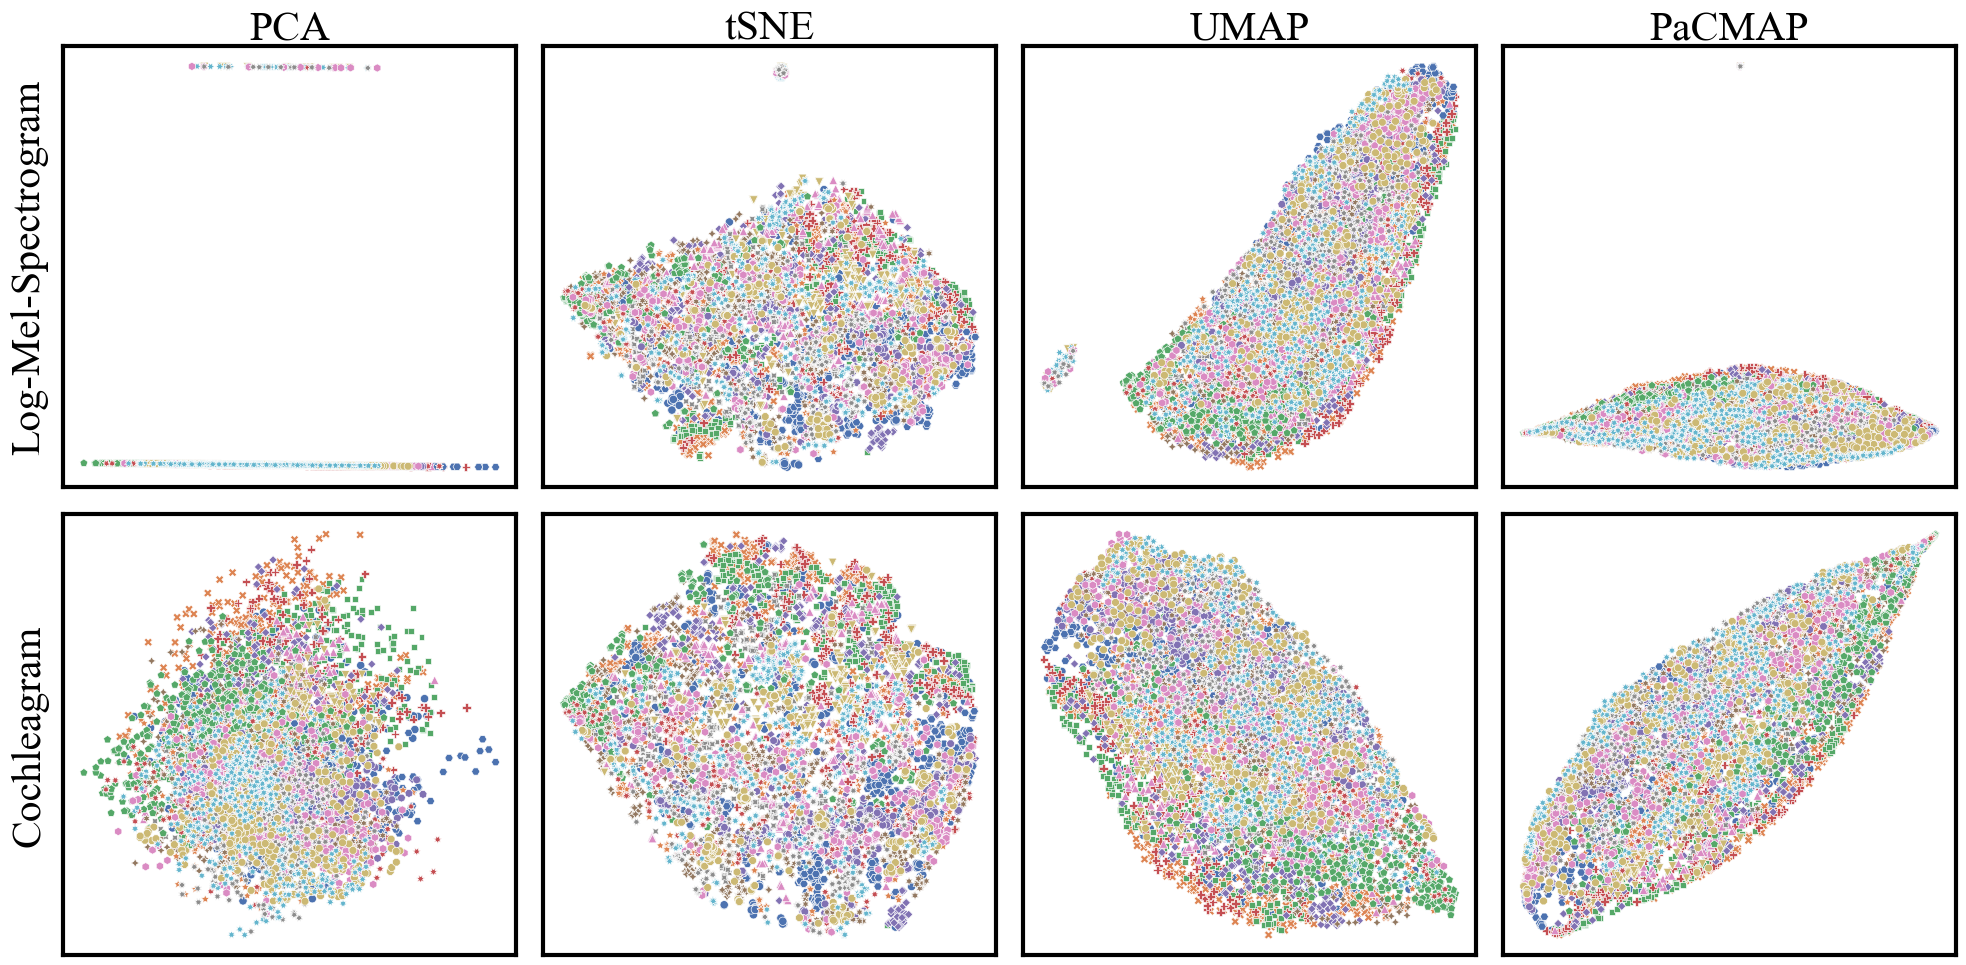 PCA
tSNE
UMAP
PaCMAP
Log-Mel-Spectrogram
Cochleagram